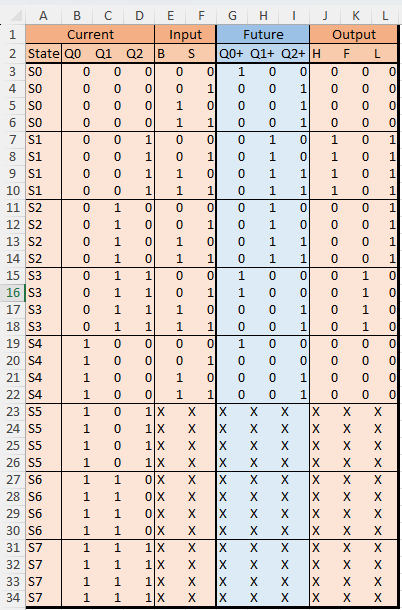 A B C D E F G H I J K L
1 Current Input Future Output
2 State Q0 Q1 Q2 B S Q0+ Q1+ Q2+ H F L
3 S0 0 0 0 0 0 1 0 0 0 0 0
4 S0 0 0 0 0 1 0 0 1 0 0 0
5 S0 0 0 0 1 0 0 0 1 0 0 0
6 S0 0 0 0 1 1 0 0 1 0 0 0
7 S1 0 0 1 0 0 0 1 0 1 0 1
8 S1 0 0 1 0 1 0 1 0 1 0 1
9 S1 0 0 1 1 0 0 0 1 1 0 1
10 S1 0 0 1 1 1 0 0 1 1 0 1
11 S2 0 1 0 0 0 0 1 0 0 0 1
12 S2 0 1 0 0 1 0 1 0 0 0 1
13 S2 0 1 0 1 0 0 1 1 0 0 1
14 S2 0 1 0 1 1 0 1 1 0 0 1
15 S3 0 1 1 0 0 1 0 0 0 1 0
16 S3 0 1 1 0 1 1 0 0 0 1 0
17 S3 0 1 1 1 0 0 1 1 0 1 0
18 S3 0 1 1 1 1 0 1 1 0 1 0
19 S4 1 0 0 0 0 1 0 0 0 0 0
20 S4 1 0 0 0 1 0 0 0 0 0 0
21 S4 1 0 0 1 0 0 0 1 0 0 0
22 S4 1 0 0 1 1 0 0 1 0 0 0
23 S5 1 0 1 X X X X X X X X
24 S5 1 0 1 X X X X X X X X
25 S5 1 0 1 X X X X X X X X
26 S5 1 0 1 X X X X X X X X
27 S6 1 1 0 X X X X X X X X
28 S6 1 1 0 X X X X X X X X
29 S6 1 1 0 X X X X X X X X
30 S6 1 1 0 X X X X X X X X
31 S7 1 1 1 X X X X X X X X
32 S7 1 1 1 X X X X X X X X
33 S7 1 1 1 X X X X X X X X
34 S7 1 1 1 X X X X X X X X